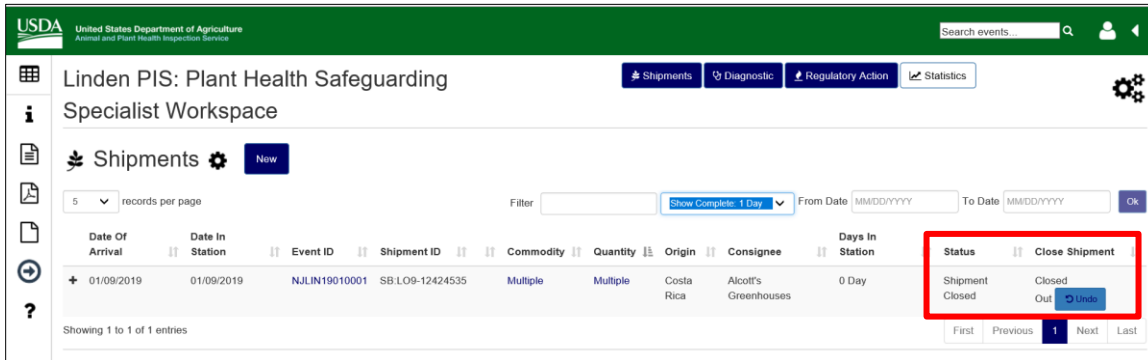 USDA
United States Department of Agriculture
Animal and Plant Health Inspection Service
Search events...
Linden PIS: Plant Health Safeguarding
Specialist Workspace
Shipments
Diagnostic
Regulatory Action
Statistics
Shipments
New
5 records per page
Filter
Show Complete: 1 Day
From Date MM/DD/YYYY
To Date MM/DD/YYYY
Ok
Date Of
Arrival
Date In
Station
Event ID
Shipment ID
Commodity
Quantity
Origin
Consignee
Days In
Station
Status
Close Shipment
+ 01/09/2019
01/09/2019
NJLIN19010001
SB:LO9-12424535
Multiple
Multiple
Costa
Rica
Alcott's
Greenhouses
0 Day
Shipment
Closed
Closed
Out Undo
Showing 1 to 1 of 1 entries
First Previous 1 Next Last
i
?